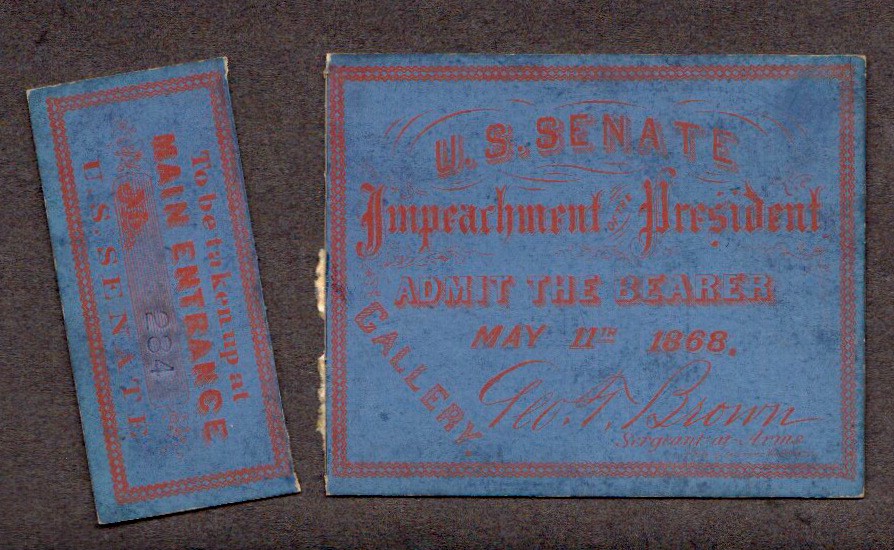 To be taken up at
MAIN ENTRANCE
No. 284
U.S. SENATE
U.S. SENATE
Impeachment OF THE President
ADMIT THE BEARER
MAY 11TH 1868.
GALLERY
Geo. T. Brown
Sergeant-at-Arms